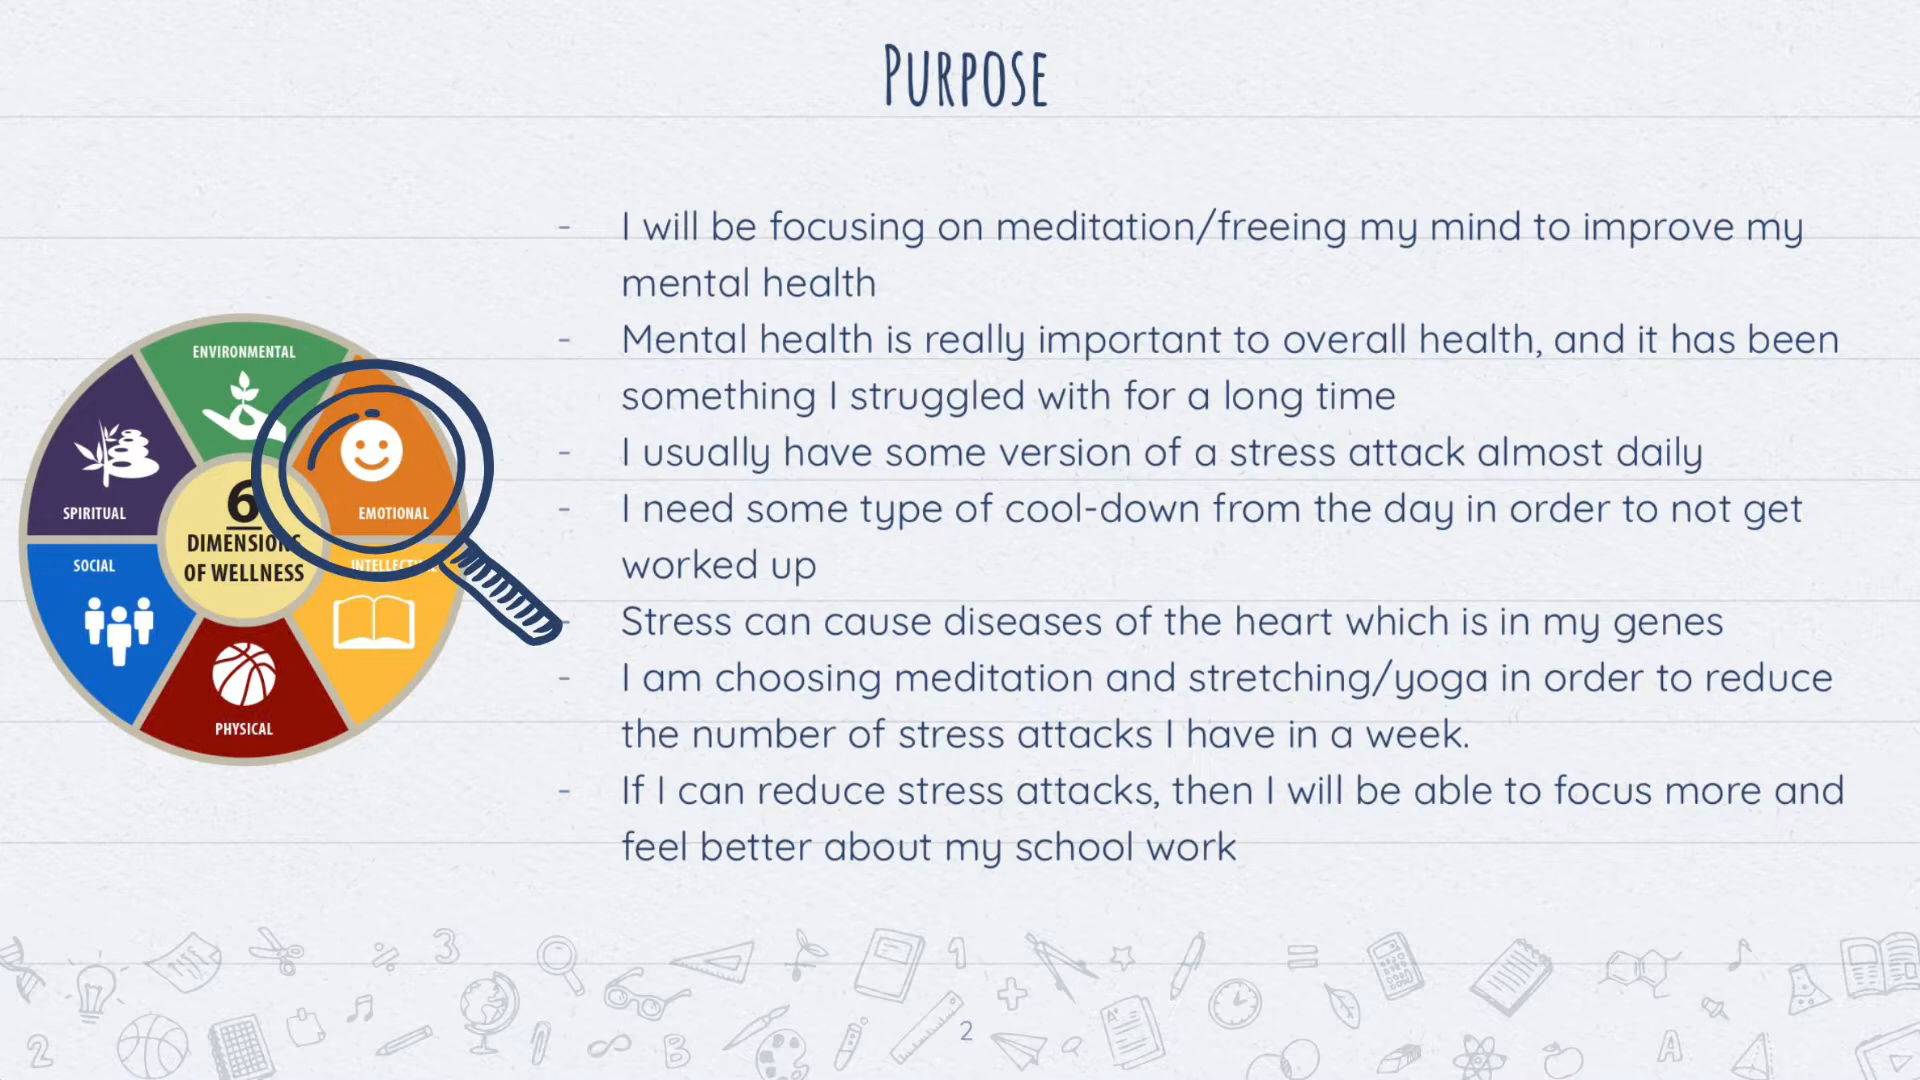 PURPOSE
- I will be focusing on meditation/freeing my mind to improve my
mental health
- Mental health is really important to overall health, and it has been
something I struggled with for a long time
- I usually have some version of a stress attack almost daily
- I need some type of cool-down from the day in order to not get
worked up
- Stress can cause diseases of the heart which is in my genes
- I am choosing meditation and stretching/yoga in order to reduce
the number of stress attacks I have in a week.
- If I can reduce stress attacks, then I will be able to focus more and
feel better about my school work
ENVIRONMENTAL
SPIRITUAL
EMOTIONAL
6
DIMENSIONS
OF WELLNESS
SOCIAL
INTELLECTUAL
PHYSICAL
3
1
2
B
A+
A
2